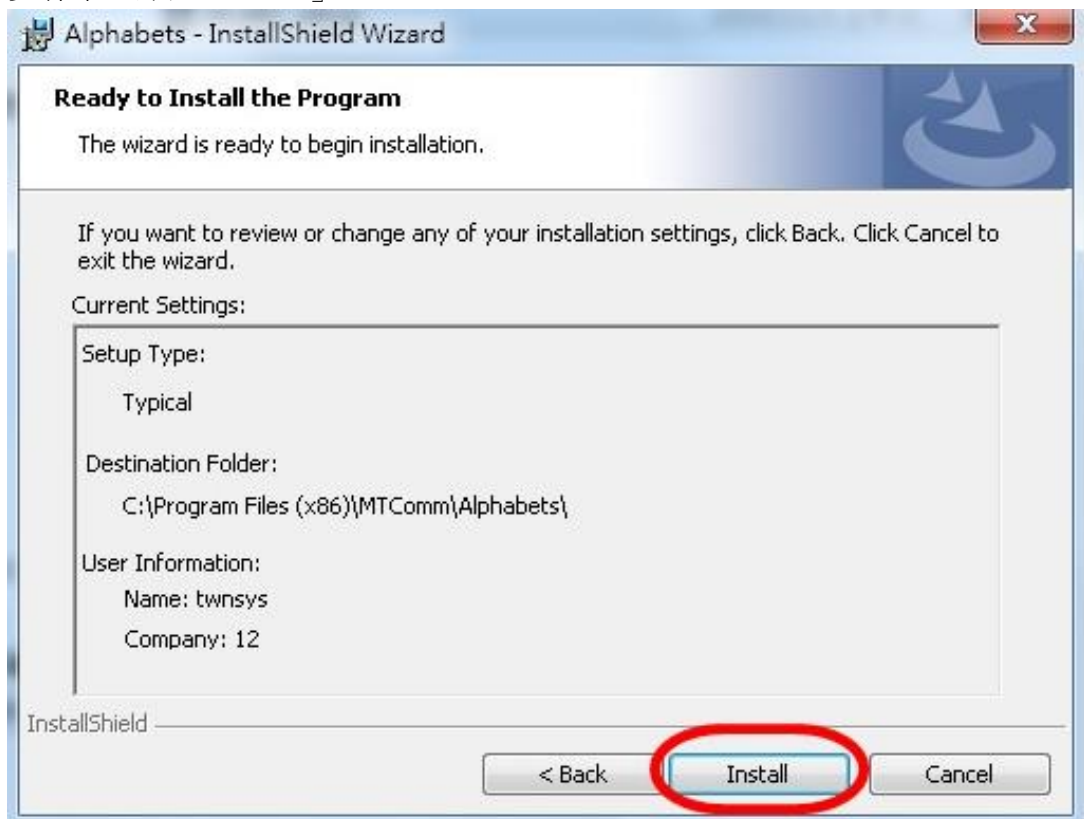 Alphabets - InstallShield Wizard
Ready to Install the Program
The wizard is ready to begin installation.
If you want to review or change any of your installation settings, click Back. Click Cancel to
exit the wizard.
Current Settings:
Setup Type:
Typical
Destination Folder:
C:\Program Files (x86)\MTComm\Alphabets\
User Information:
Name: twnsys
Company: 12
InstallShield
< Back
Install
Cancel